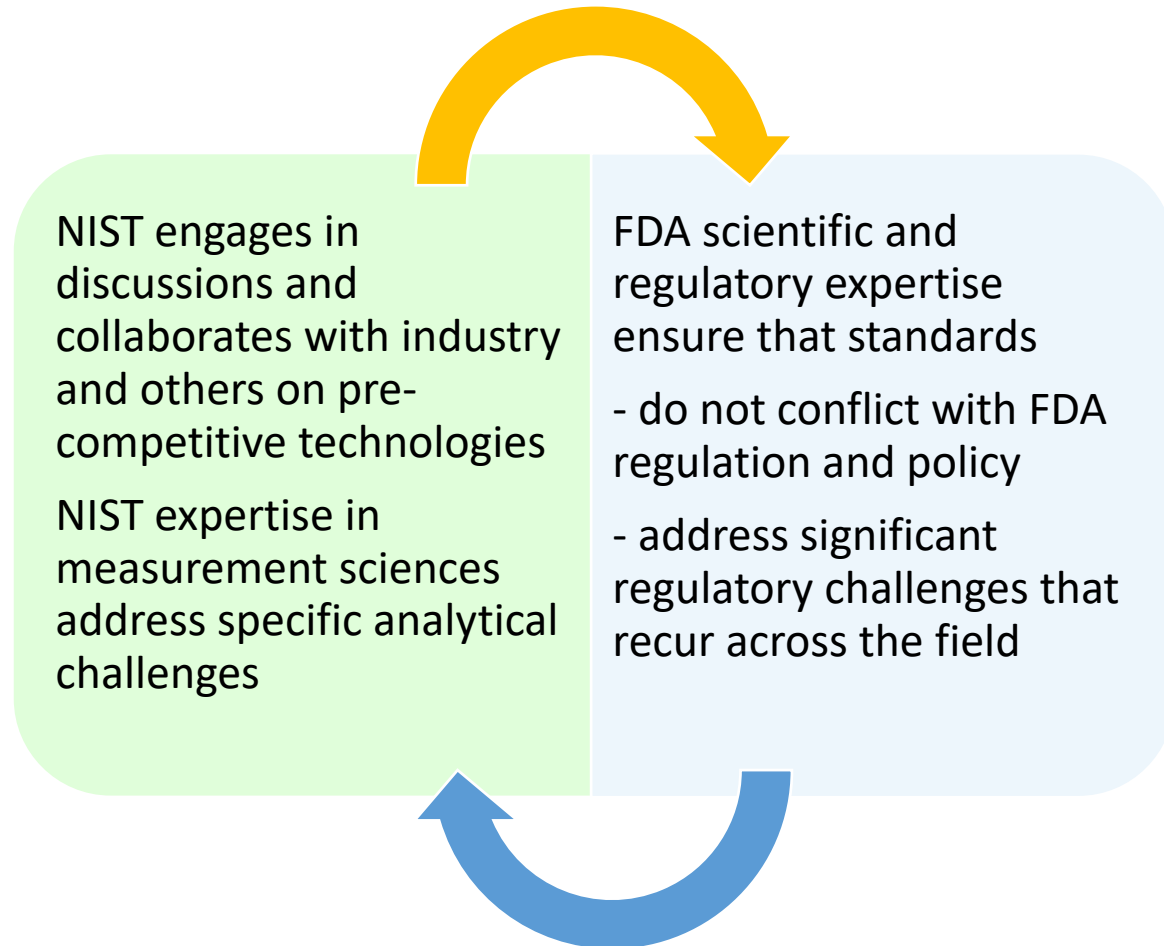 NIST engages in
discussions and
collaborates with industry
and others on pre-
competitive technologies
NIST expertise in
measurement sciences
address specific analytical
challenges
FDA scientific and
regulatory expertise
ensure that standards
- do not conflict with FDA
regulation and policy
- address significant
regulatory challenges that
recur across the field